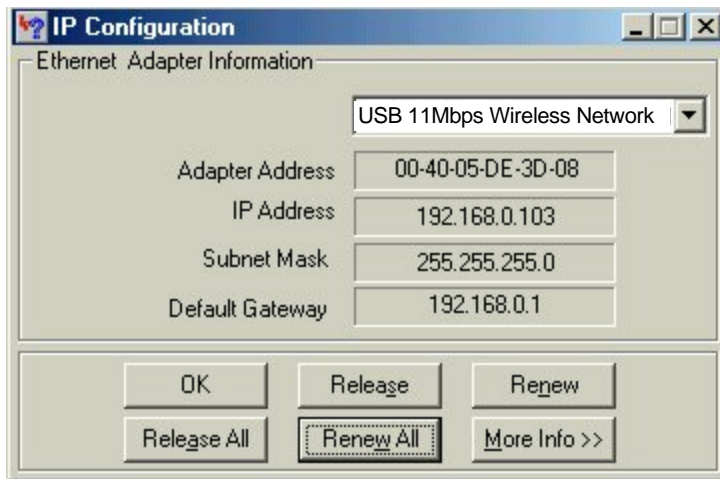 IP Configuration
Ethernet Adapter Information
USB 11Mbps Wireless Network
Adapter Address 00-40-05-DE-3D-08
IP Address 192.168.0.103
Subnet Mask 255.255.255.0
Default Gateway 192.168.0.1
OK Release Renew
Release All Renew All More Info >>